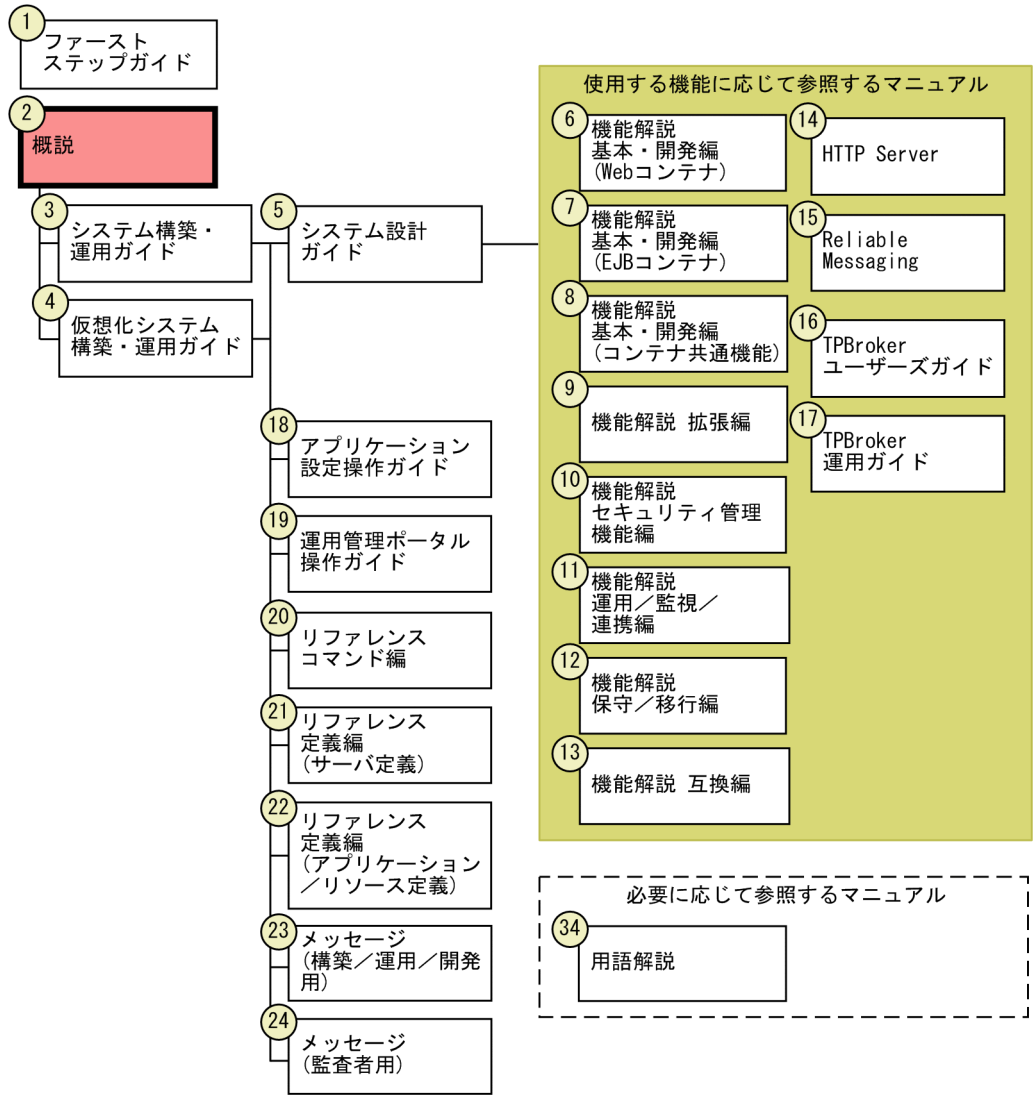 1
ファースト
ステップガイド
2
概説
3
システム構築・
運用ガイド
4
仮想化システム
構築・運用ガイド
5
システム設計
ガイド
18
アプリケーション
設定操作ガイド
19
運用管理ポータル
操作ガイド
20
リファレンス
コマンド編
21
リファレンス
定義編
(サーバ定義)
22
リファレンス
定義編
(アプリケーション
／リソース定義)
23
メッセージ
(構築／運用／開発
用)
24
メッセージ
(監査者用)
使用する機能に応じて参照するマニュアル
6
機能解説
基本・開発編
(Webコンテナ)
7
機能解説
基本・開発編
(EJBコンテナ)
8
機能解説
基本・開発編
(コンテナ共通機能)
9
機能解説 拡張編
10
機能解説
セキュリティ管理
機能編
11
機能解説
運用／監視／
連携編
12
機能解説
保守／移行編
13
機能解説 互換編
14
HTTP Server
15
Reliable
Messaging
16
TPBroker
ユーザーズガイド
17
TPBroker
運用ガイド
必要に応じて参照するマニュアル
34
用語解説